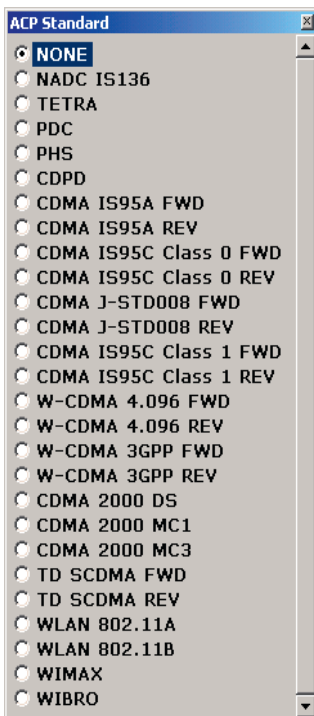 ACP Standard
NONE
NADC IS136
TETRA
PDC
PHS
CDPD
CDMA IS95A FWD
CDMA IS95A REV
CDMA IS95C Class 0 FWD
CDMA IS95C Class 0 REV
CDMA J-STD008 FWD
CDMA J-STD008 REV
CDMA IS95C Class 1 FWD
CDMA IS95C Class 1 REV
W-CDMA 4.096 FWD
W-CDMA 4.096 REV
W-CDMA 3GPP FWD
W-CDMA 3GPP REV
CDMA 2000 DS
CDMA 2000 MC1
CDMA 2000 MC3
TD SCDMA FWD
TD SCDMA REV
WLAN 802.11A
WLAN 802.11B
WIMAX
WIBRO